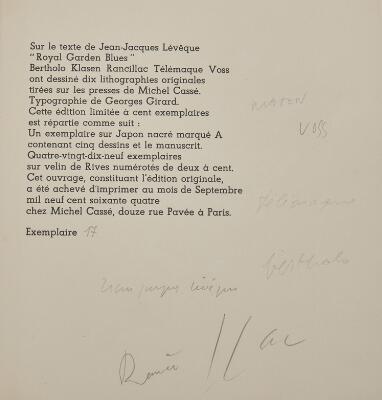 Sur le texte de Jean-Jacques Lévêque
"Royal Garden Blues"
Bertholo Klasen Rancillac Télémaque Voss
ont dessiné dix lithographies originales
tirées sur les presses de Michel Cassé.
Typographie de Georges Girard.
Cette édition limitée à cent exemplaires
est répartie comme suit :
Un exemplaire sur Japon nacré marqué A
contenant cinq dessins et le manuscrit.
Quatre-vingt-dix-neuf exemplaires
sur velin de Rives numérotés de deux à cent.
Cet ouvrage, constituant l'édition originale,
a été achevé d'imprimer au mois de Septembre
mil neuf cent soixante quatre
chez Michel Cassé, douze rue Pavée à Paris.
Exemplaire 17
VOSS
Télémaque
bertholo